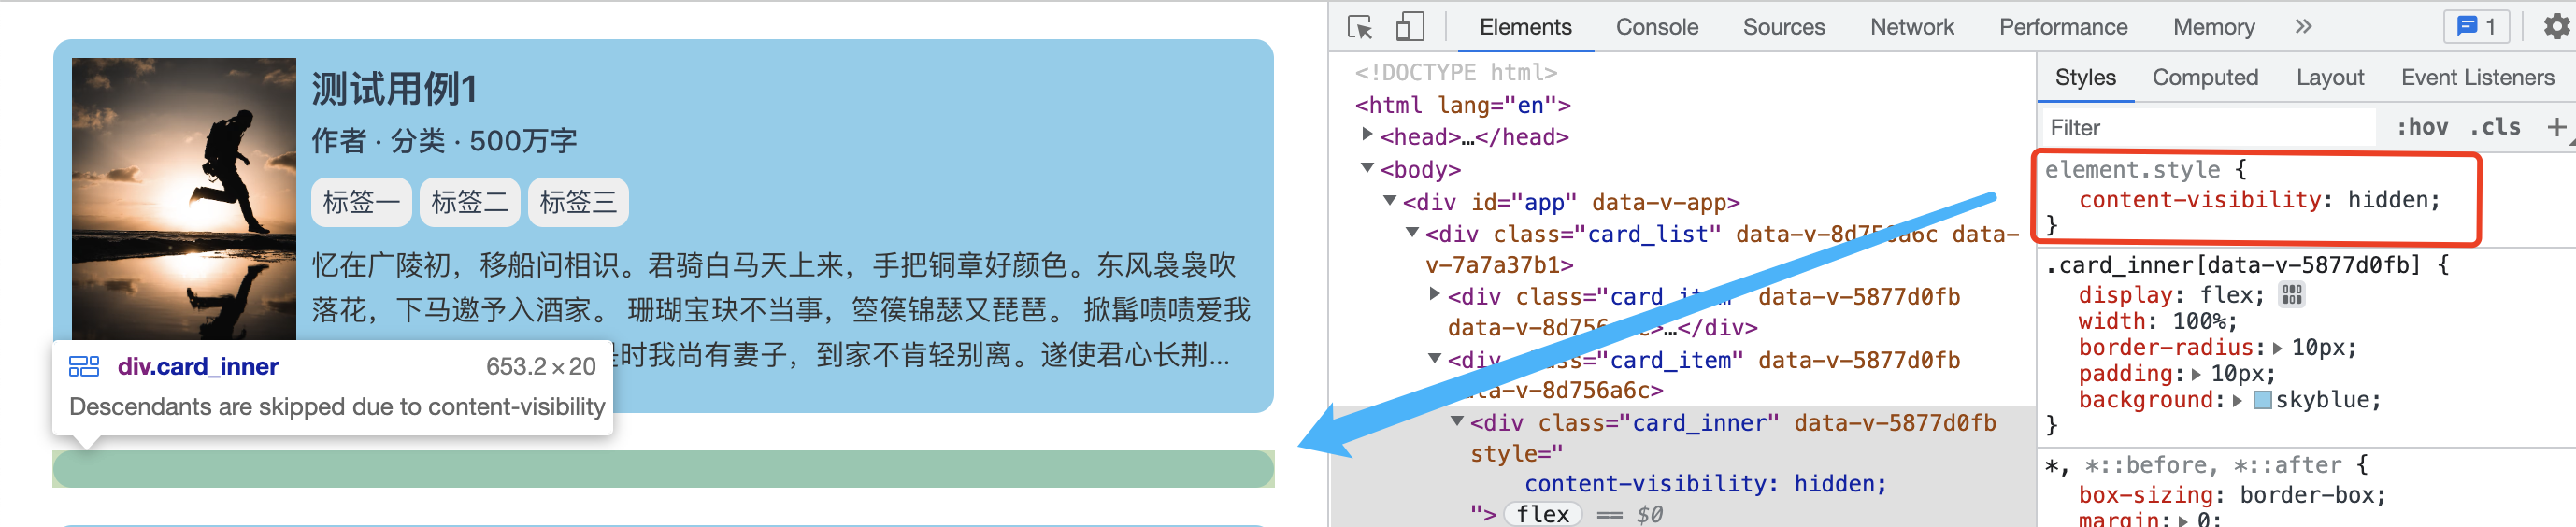 测试用例1
作者 · 分类 · 500万字
标签一 标签二 标签三
忆在广陵初，移船问相识。君骑白马天上来，手把铜章好颜色。东风袅袅吹
落花，下马邀予入酒家。 珊瑚宝玦不当事，箜篌锦瑟又琵琶。 掀髯啧啧爱我
时我尚有妻子，到家不肯轻别离。遂使君心长荆...
div.card_inner 653.2 × 20
Descendants are skipped due to content-visibility
Elements Console Sources Network Performance Memory » 1
<!DOCTYPE html>
<html lang="en">
<head>…</head>
<body>
<div id="app" data-v-app>
<div class="card_list" data-v-8d756a6c data-
v-7a7a37b1>
<div class="card_item" data-v-5877d0fb
data-v-8d756a6c>…</div>
<div class="card_item" data-v-5877d0fb
data-v-8d756a6c>
<div class="card_inner" data-v-5877d0fb
style="
content-visibility: hidden;
"> flex == $0
Styles Computed Layout Event Listeners
Filter :hov .cls +
element.style {
content-visibility: hidden;
}
.card_inner[data-v-5877d0fb] {
display: flex;
width: 100%;
border-radius: 10px;
padding: 10px;
background: skyblue;
}
*, *::before, *::after {
box-sizing: border-box;
margin: 0;